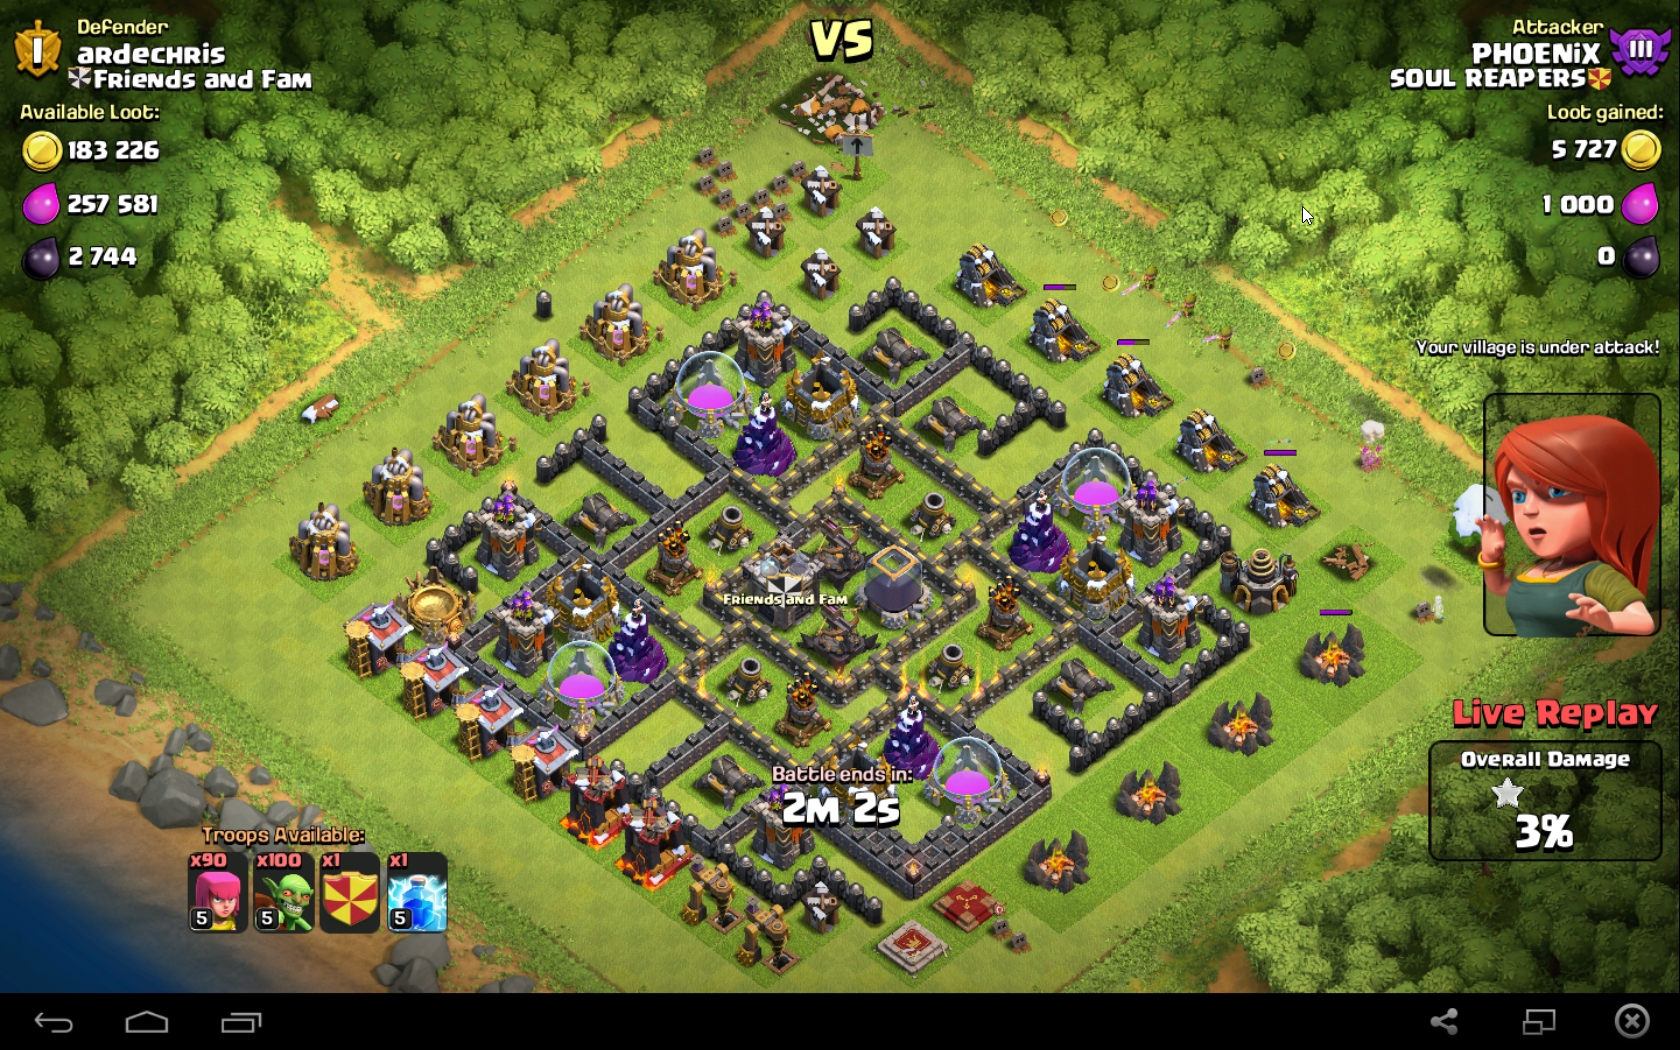 Defender
ardechris
Friends and Fam
Available Loot:
183 226
257 581
2 744
I
VS
Attacker
PHOENiX
SOUL REAPERS
III
Loot gained:
5 727
1 000
0
Your village is under attack!
Friends and Fam
Live Replay
Overall Damage
3%
Battle ends in:
2M 2s
Troops Available:
x90 x100 x1 x1
5 5 5